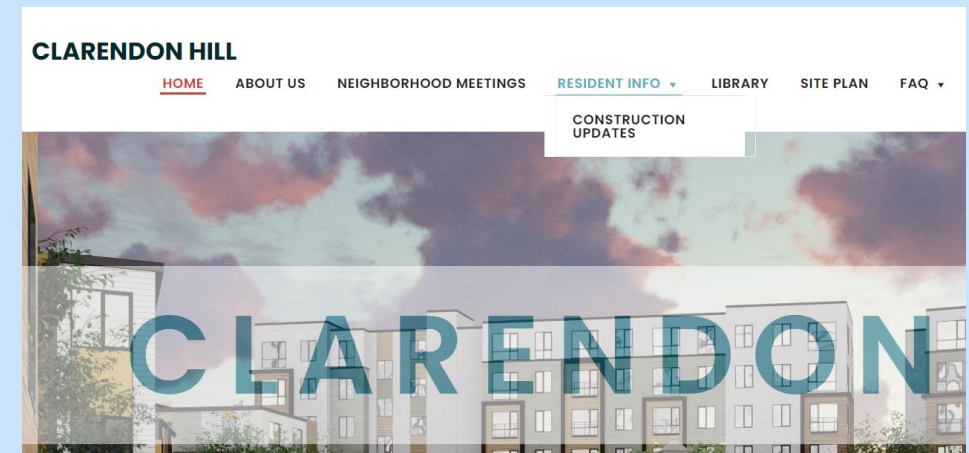 CLARENDON HILL
HOME ABOUT US NEIGHBORHOOD MEETINGS RESIDENT INFO LIBRARY SITE PLAN FAQ
CONSTRUCTION
UPDATES
CLARENDON